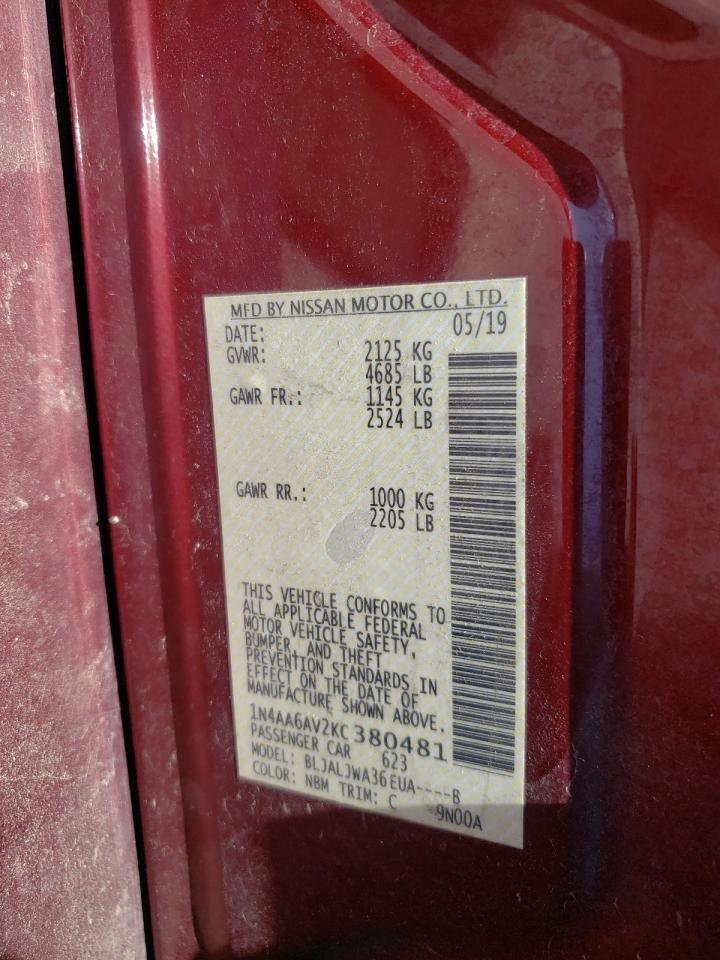 MFD BY NISSAN MOTOR CO., LTD.
DATE: 05/19
GVWR: 2125 KG
4685 LB
GAWR FR.: 1145 KG
2524 LB
GAWR RR.: 1000 KG
2205 LB
THIS VEHICLE CONFORMS TO
ALL APPLICABLE FEDERAL
MOTOR VEHICLE SAFETY,
BUMPER, AND THEFT
PREVENTION STANDARDS IN
EFFECT ON THE DATE OF
MANUFACTURE SHOWN ABOVE.
1N4AA6AV2KC380481
PASSENGER CAR 623
MODEL: BLJALJWA36EUA----B
COLOR: NBM TRIM: C 9N00A